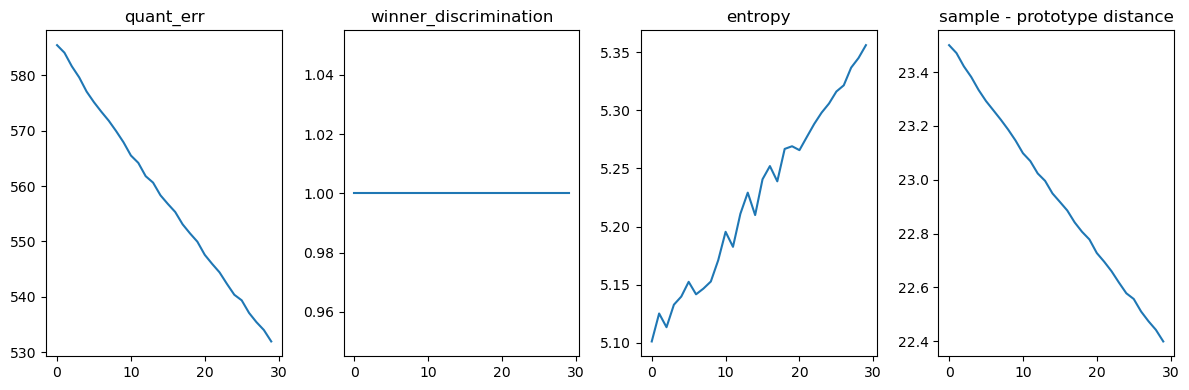 quant_err
580
570
560
550
540
530
0 10 20 30
winner_discrimination
1.04
1.02
1.00
0.98
0.96
0 10 20 30
entropy
5.35
5.30
5.25
5.20
5.15
5.10
0 10 20 30
sample - prototype distance
23.4
23.2
23.0
22.8
22.6
22.4
0 10 20 30